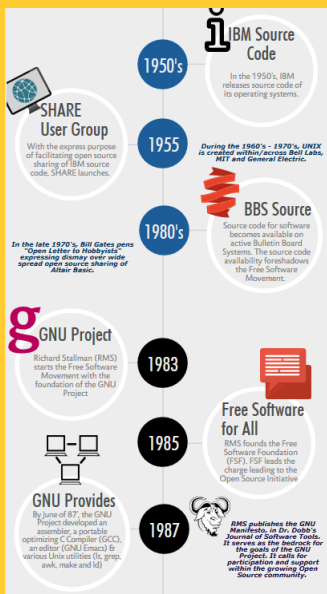 IBM Source
Code
1950's
In the 1950's, IBM
releases source code of
its operating systems.
SHARE
User Group
1955
With the express purpose
of facilitating open source
sharing of IBM source
code, SHARE launches.
During the 1960's - 1970's, UNIX
is created within/across Bell Labs,
MIT and General Electric.
BBS Source
1980's
Source code for software
becomes available on
active Bulletin Board
Systems. The source code
availability foreshadows
the Free Software
Movement.
In the late 1970's, Bill Gates pens
"Open Letter to Hobbyists"
expressing dismay over wide
spread open source sharing of
Altair Basic.
g
GNU Project
1983
Richard Stallman (RMS)
starts the Free Software
Movement with the
foundation of the GNU
Project
Free Software
for All
1985
RMS founds the Free
Software Foundation
(FSF). FSF leads the
charge leading to the
Open Source Initiative
GNU Provides
1987
By June of 87', the GNU
Project developed an
assembler, a portable
optimizing C Compiler (GCC),
an editor (GNU Emacs) &
various Unix utilities (ls, grep,
awk, make and ld)
RMS publishes the GNU
Manifesto, in Dr. Dobb's
Journal of Software Tools.
It serves as the bedrock for
the goals of the GNU
Project. It calls for
participation and support
within the growing Open
Source community.